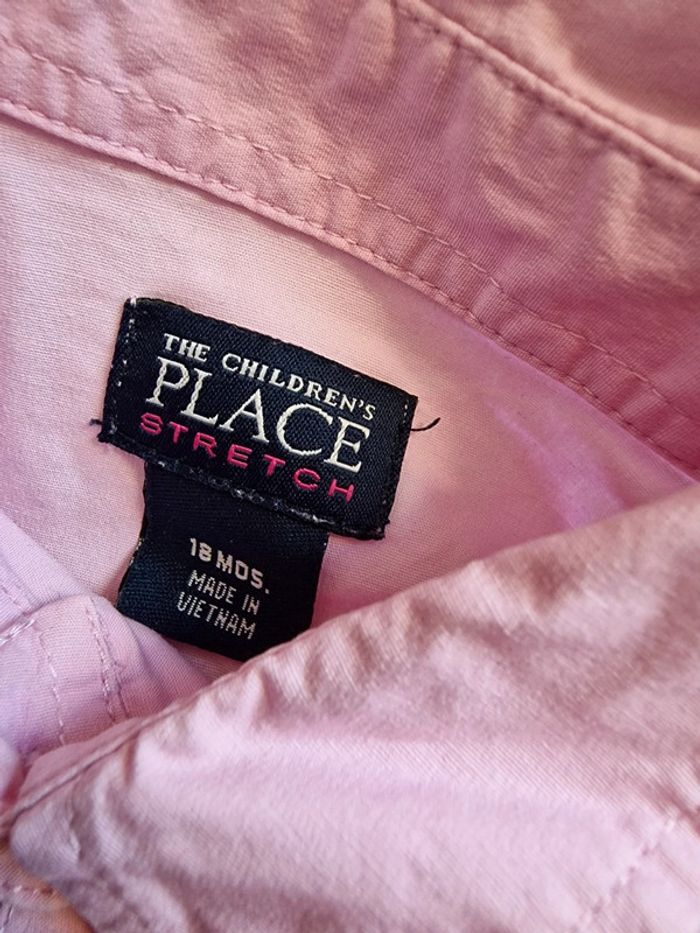 THE CHILDREN'S
PLACE
STRETCH
18 MOS.
MADE IN
VIETNAM